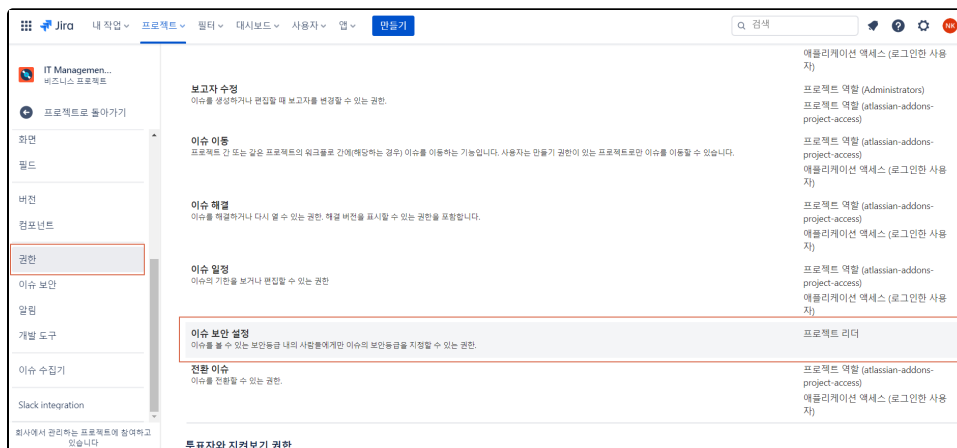 Jira 내 작업 프로젝트 필터 대시보드 사용자 앱 만들기 검색 NK
IT Managemen...
비즈니스 프로젝트
프로젝트로 돌아가기
화면
필드
버전
컴포넌트
권한
이슈 보안
알림
개발 도구
이슈 수집기
Slack integration
회사에서 관리하는 프로젝트에 참여하고
있습니다
애플리케이션 액세스 (로그인한 사용
자)
보고자 수정
이슈를 생성하거나 편집할 때 보고자를 변경할 수 있는 권한.
프로젝트 역할 (Administrators)
프로젝트 역할 (atlassian-addons-
project-access)
이슈 이동
프로젝트 간 또는 같은 프로젝트의 워크플로 간에(해당하는 경우) 이슈를 이동하는 기능입니다. 사용자는 만들기 권한이 있는 프로젝트로만 이슈를 이동할 수 있습니다.
프로젝트 역할 (atlassian-addons-
project-access)
애플리케이션 액세스 (로그인한 사용
자)
이슈 해결
이슈를 해결하거나 다시 열 수 있는 권한. 해결 버전을 표시할 수 있는 권한을 포함합니다.
프로젝트 역할 (atlassian-addons-
project-access)
애플리케이션 액세스 (로그인한 사용
자)
이슈 일정
이슈의 기한을 보거나 편집할 수 있는 권한
프로젝트 역할 (atlassian-addons-
project-access)
애플리케이션 액세스 (로그인한 사용
자)
이슈 보안 설정
이슈를 볼 수 있는 보안등급 내의 사람들에게만 이슈의 보안등급을 지정할 수 있는 권한.
프로젝트 리더
전환 이슈
이슈를 전환할 수 있는 권한.
프로젝트 역할 (atlassian-addons-
project-access)
애플리케이션 액세스 (로그인한 사용
자)
투표자와 지켜보기 권한